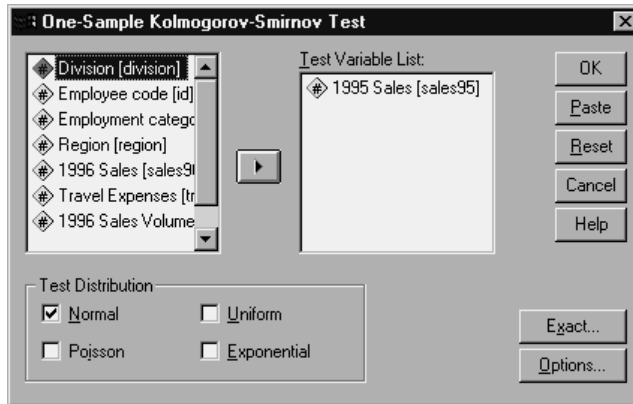 One-Sample Kolmogorov-Smirnov Test
Division [division]
Employee code [id]
Employment catego
Region [region]
1996 Sales [sales9
Travel Expenses [tr
1996 Sales Volume
Test Variable List:
1995 Sales [sales95]
OK
Paste
Reset
Cancel
Help
Test Distribution
Normal
Uniform
Poisson
Exponential
Exact...
Options...